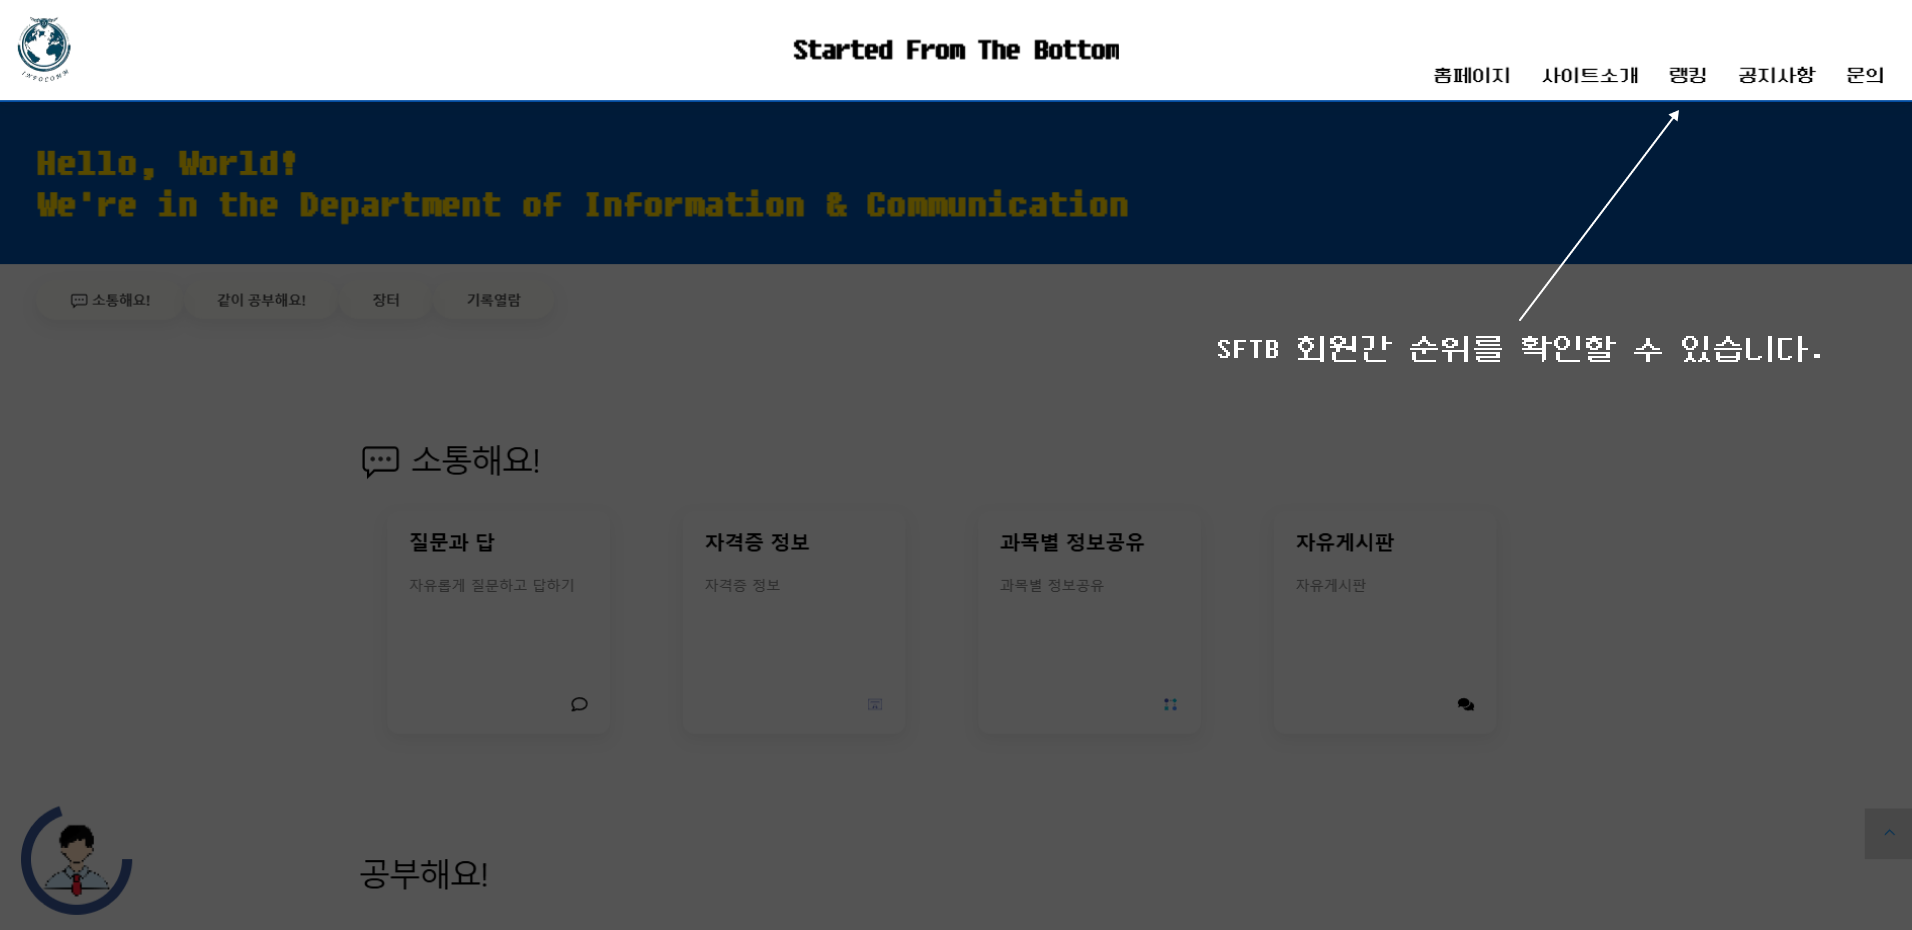 INFOCOMM
Started From The Bottom
홈페이지 사이트소개 랭킹 공지사항 문의
Hello, World!
We're in the Department of Information & Communication
소통해요! 같이 공부해요! 장터 기록열람
SFTB 회원간 순위를 확인할 수 있습니다.
소통해요!
질문과 답
자유롭게 질문하고 답하기
자격증 정보
자격증 정보
과목별 정보공유
과목별 정보공유
자유게시판
자유게시판
공부해요!